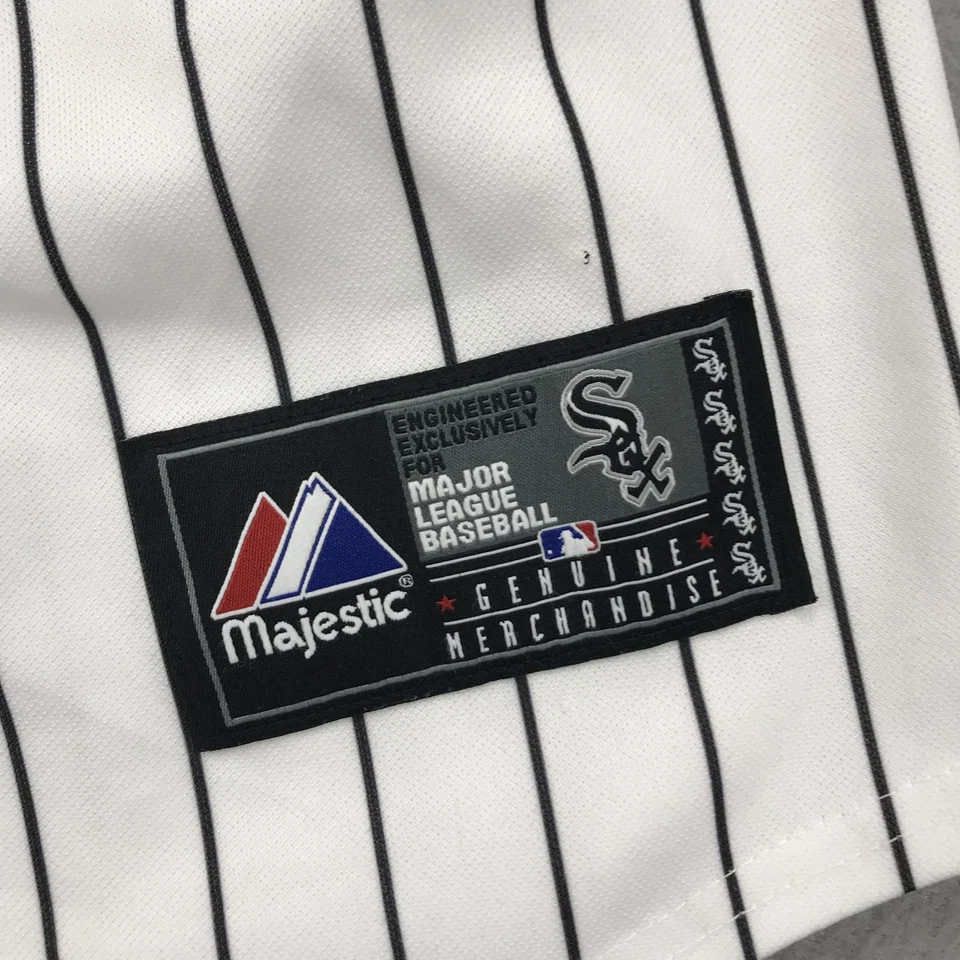 ENGINEERED
EXCLUSIVELY
FOR
MAJOR
LEAGUE
BASEBALL
Sox
Majestic®
GENUINE
MERCHANDISE
Sox
Sox
Sox
Sox
Sox